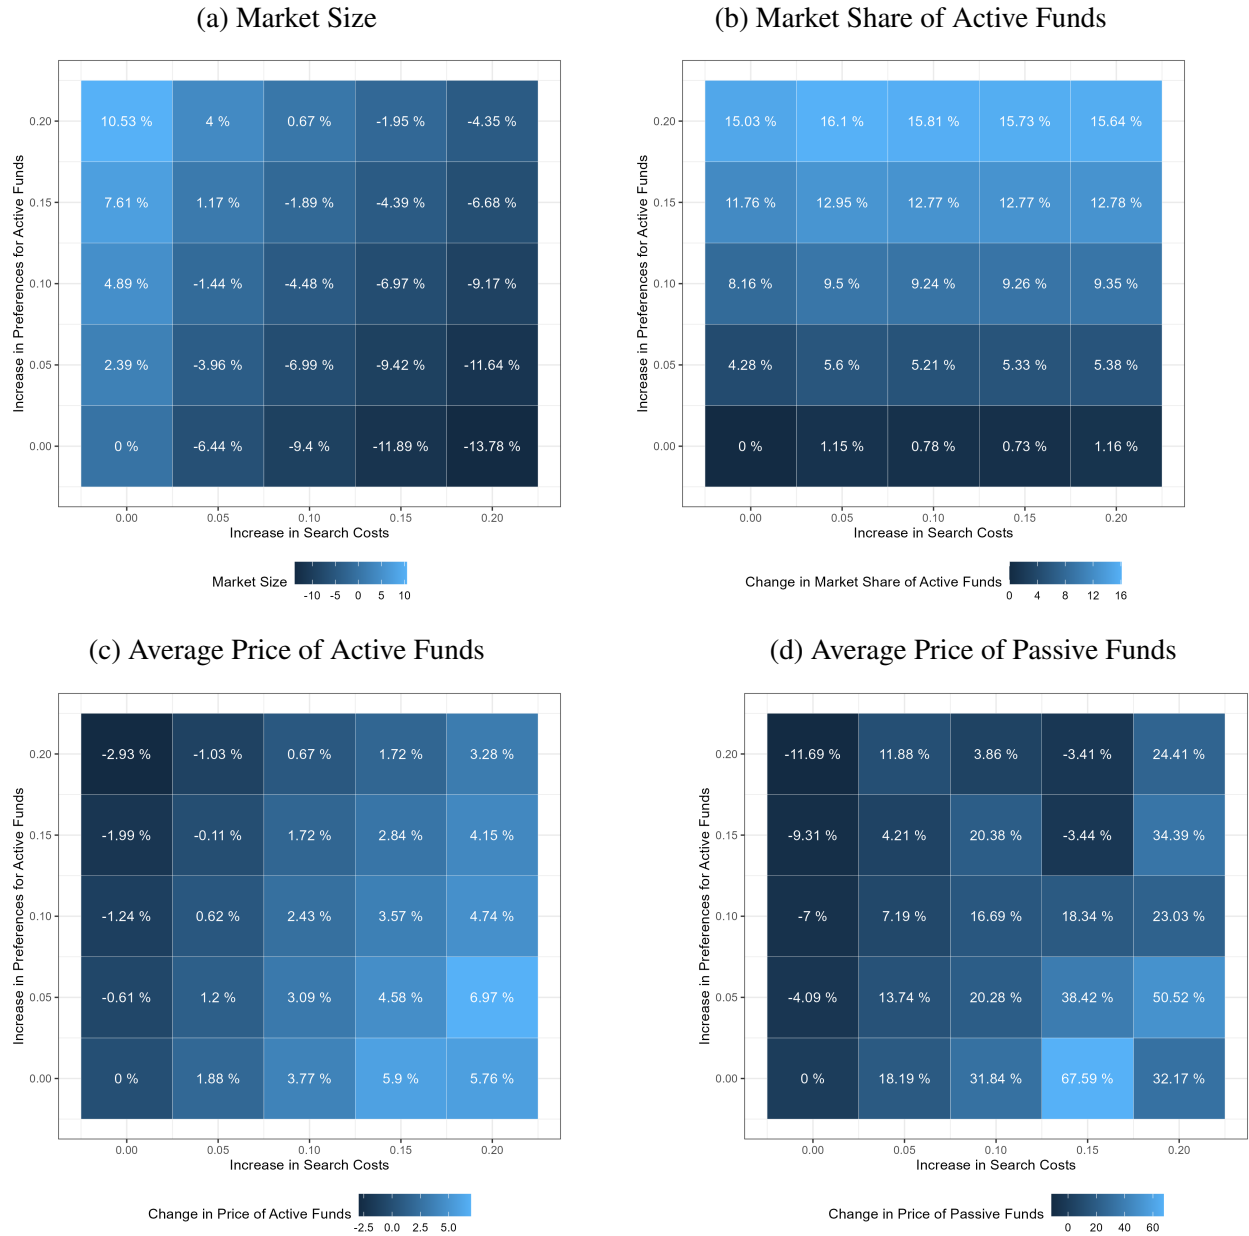 (a) Market Size
Increase in Preferences for Active Funds
0.20
10.53 % 4 % 0.67 % -1.95 % -4.35 %
0.15
7.61 % 1.17 % -1.89 % -4.39 % -6.68 %
0.10
4.89 % -1.44 % -4.48 % -6.97 % -9.17 %
0.05
2.39 % -3.96 % -6.99 % -9.42 % -11.64 %
0.00
0 % -6.44 % -9.4 % -11.89 % -13.78 %
0.00 0.05 0.10 0.15 0.20
Increase in Search Costs
Market Size
-10 -5 0 5 10
(b) Market Share of Active Funds
Increase in Preferences for Active Funds
0.20
15.03 % 16.1 % 15.81 % 15.73 % 15.64 %
0.15
11.76 % 12.95 % 12.77 % 12.77 % 12.78 %
0.10
8.16 % 9.5 % 9.24 % 9.26 % 9.35 %
0.05
4.28 % 5.6 % 5.21 % 5.33 % 5.38 %
0.00
0 % 1.15 % 0.78 % 0.73 % 1.16 %
0.00 0.05 0.10 0.15 0.20
Increase in Search Costs
Change in Market Share of Active Funds
0 4 8 12 16
(c) Average Price of Active Funds
Increase in Preferences for Active Funds
0.20
-2.93 % -1.03 % 0.67 % 1.72 % 3.28 %
0.15
-1.99 % -0.11 % 1.72 % 2.84 % 4.15 %
0.10
-1.24 % 0.62 % 2.43 % 3.57 % 4.74 %
0.05
-0.61 % 1.2 % 3.09 % 4.58 % 6.97 %
0.00
0 % 1.88 % 3.77 % 5.9 % 5.76 %
0.00 0.05 0.10 0.15 0.20
Increase in Search Costs
Change in Price of Active Funds
-2.5 0.0 2.5 5.0
(d) Average Price of Passive Funds
Increase in Preferences for Active Funds
0.20
-11.69 % 11.88 % 3.86 % -3.41 % 24.41 %
0.15
-9.31 % 4.21 % 20.38 % -3.44 % 34.39 %
0.10
-7 % 7.19 % 16.69 % 18.34 % 23.03 %
0.05
-4.09 % 13.74 % 20.28 % 38.42 % 50.52 %
0.00
0 % 18.19 % 31.84 % 67.59 % 32.17 %
0.00 0.05 0.10 0.15 0.20
Increase in Search Costs
Change in Price of Passive Funds
0 20 40 60